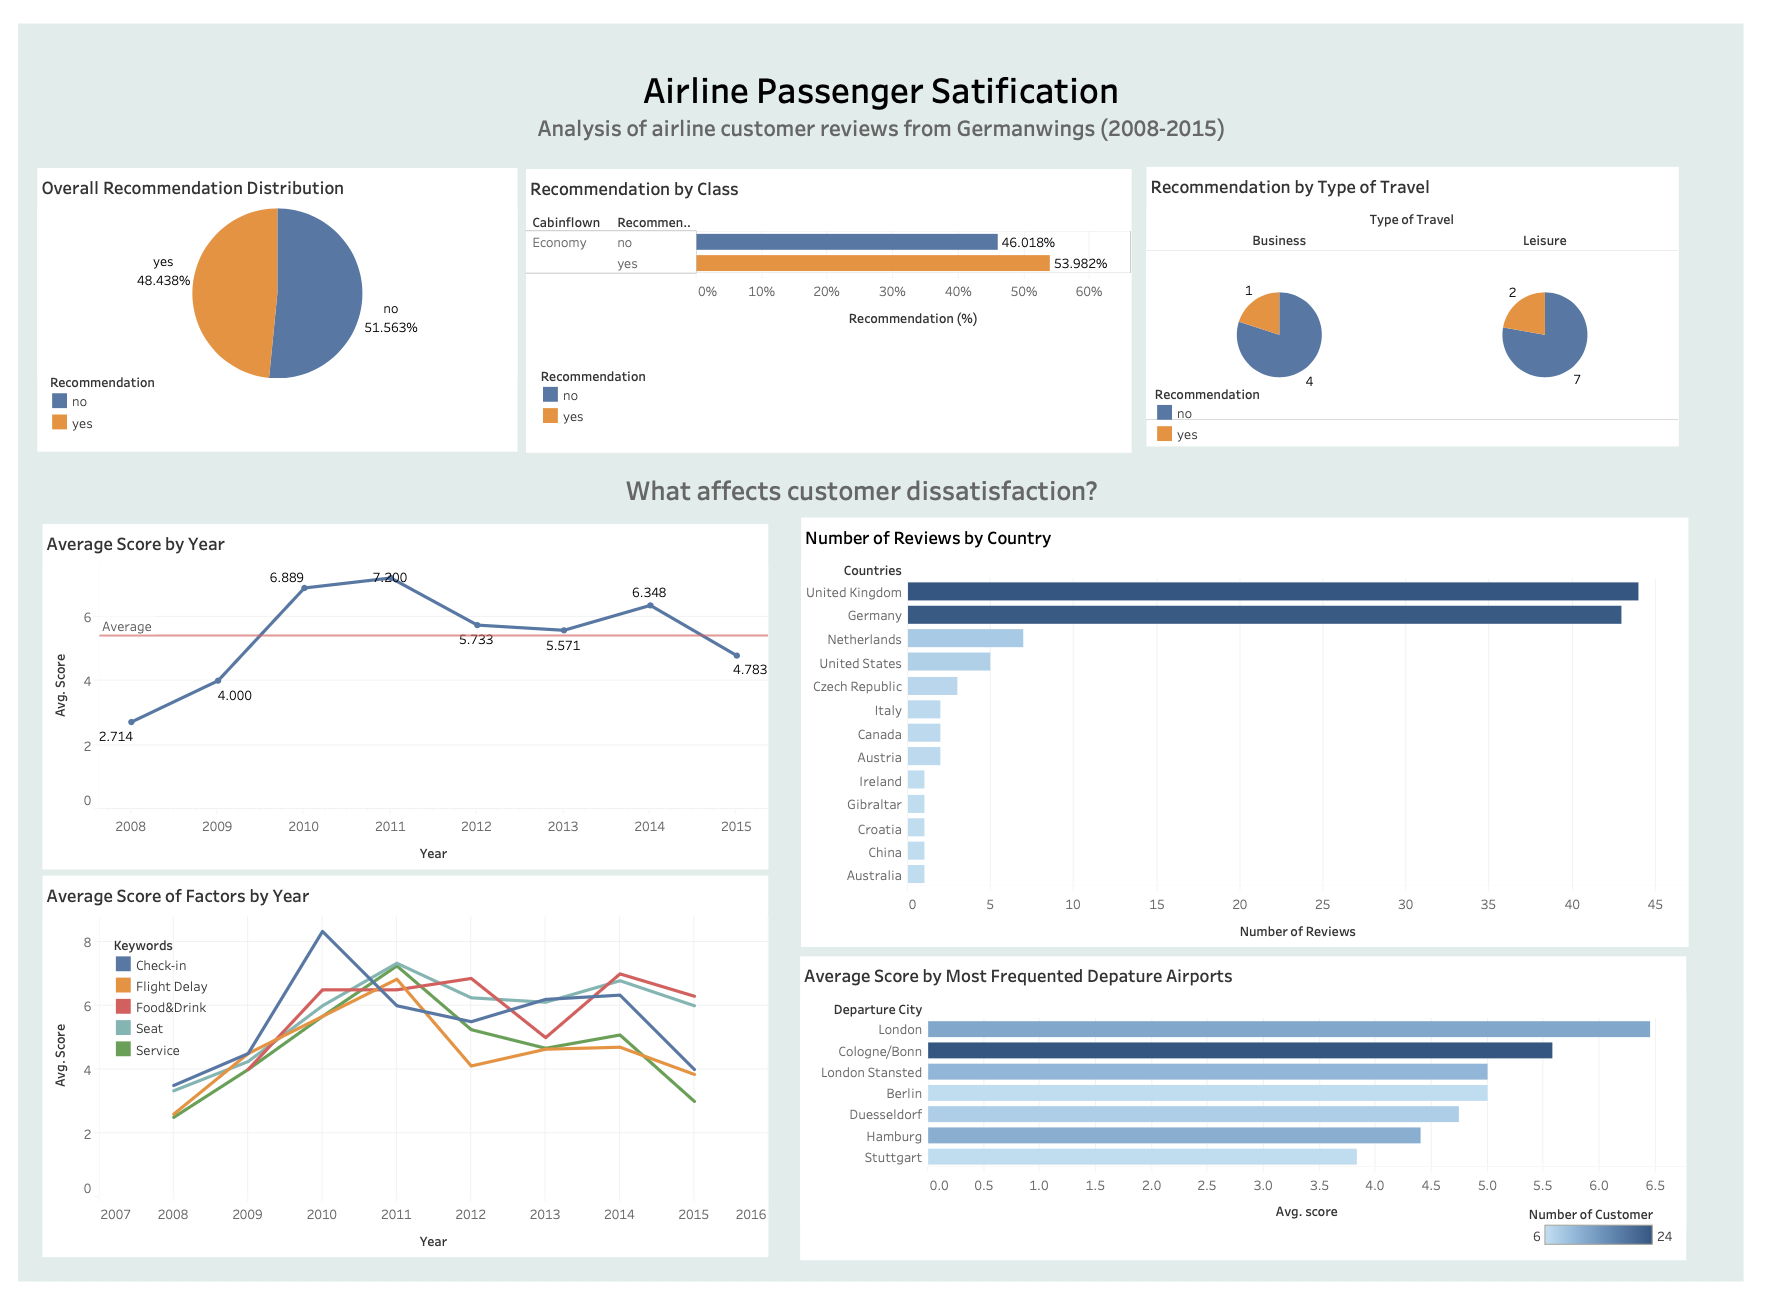 Airline Passenger Satification
Analysis of airline customer reviews from Germanwings (2008-2015)
Overall Recommendation Distribution
yes
48.438%
no
51.563%
Recommendation
no
yes
Recommendation by Class
Cabinflown Recommen..
Economy no 46.018%
yes 53.982%
0% 10% 20% 30% 40% 50% 60%
Recommendation (%)
Recommendation
no
yes
Recommendation by Type of Travel
Type of Travel
Business Leisure
1 2
4 7
Recommendation
no
yes
What affects customer dissatisfaction?
Average Score by Year
Avg. Score
6
4
2
0
Average
2.714
4.000
6.889
7.200
5.733
5.571
6.348
4.783
2008 2009 2010 2011 2012 2013 2014 2015
Year
Average Score of Factors by Year
Keywords
Check-in
Flight Delay
Food&Drink
Seat
Service
Avg. Score
8
6
4
2
0
2007 2008 2009 2010 2011 2012 2013 2014 2015 2016
Year
Number of Reviews by Country
Countries
United Kingdom
Germany
Netherlands
United States
Czech Republic
Italy
Canada
Austria
Ireland
Gibraltar
Croatia
China
Australia
0 5 10 15 20 25 30 35 40 45
Number of Reviews
Average Score by Most Frequented Depature Airports
Departure City
London
Cologne/Bonn
London Stansted
Berlin
Duesseldorf
Hamburg
Stuttgart
0.0 0.5 1.0 1.5 2.0 2.5 3.0 3.5 4.0 4.5 5.0 5.5 6.0 6.5
Avg. score
Number of Customer
6 24